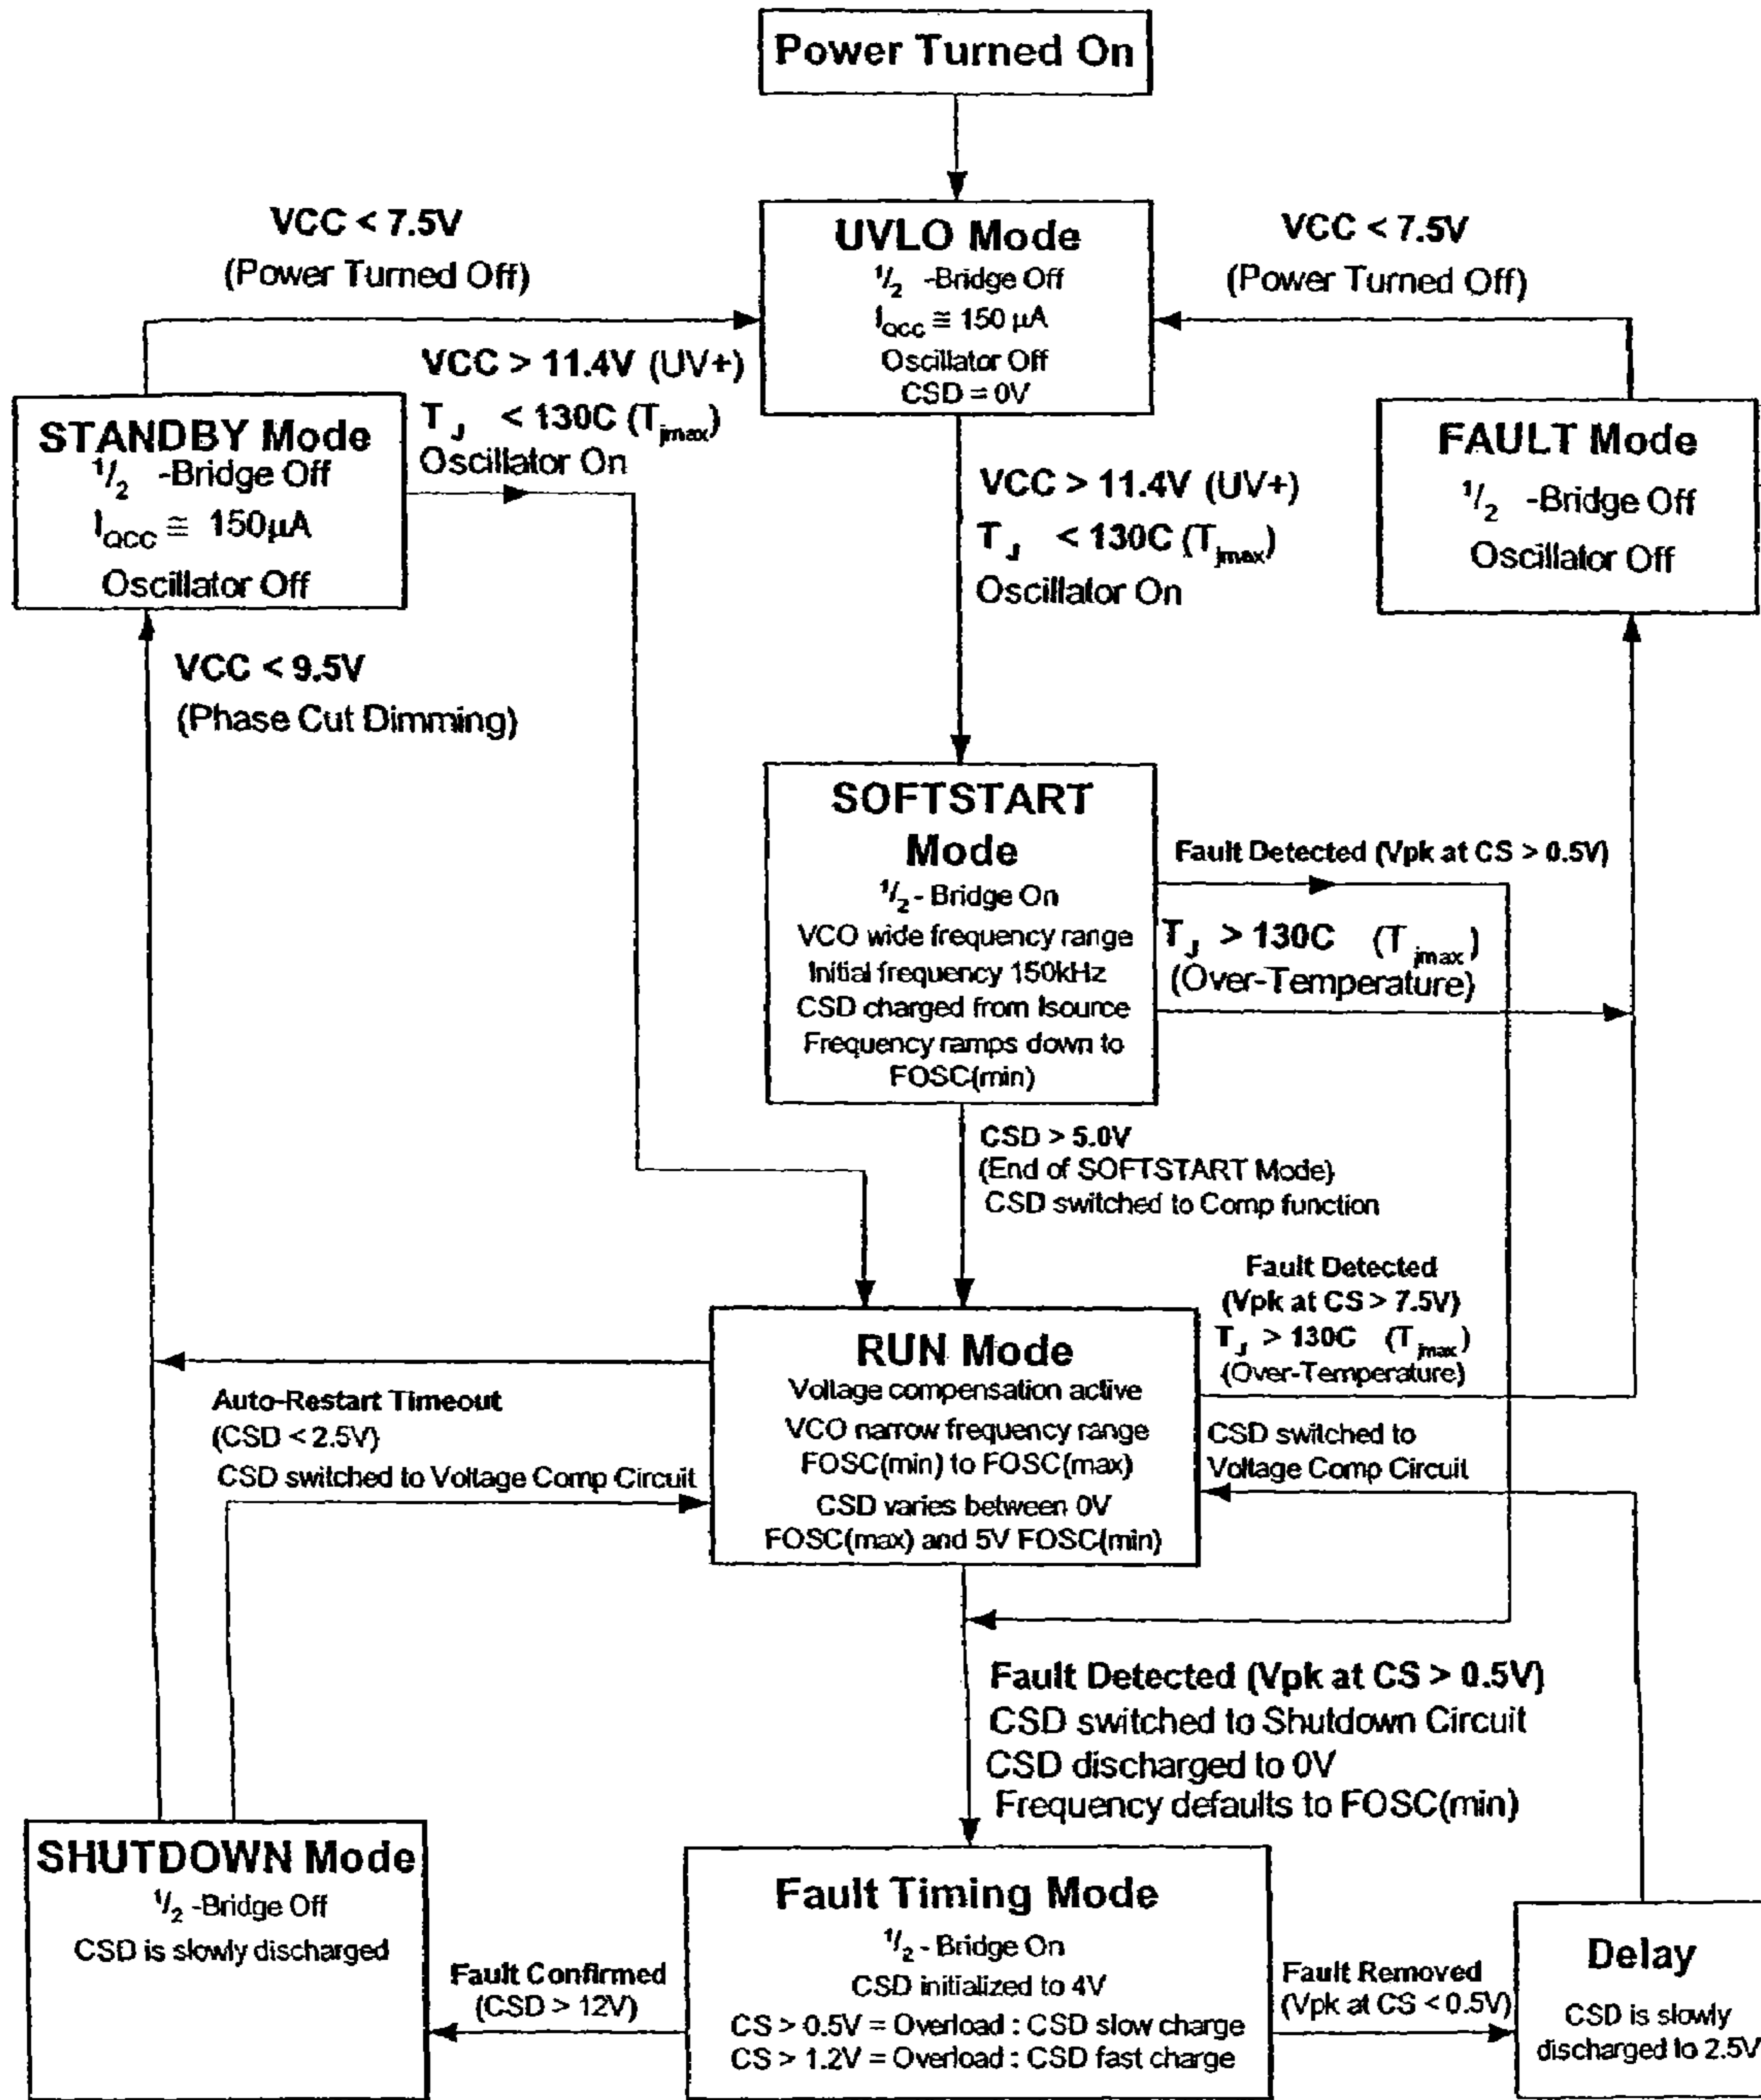 Power Turned On
VCC < 7.5V
(Power Turned Off)
UVLO Mode
1/2 -Bridge Off
IQCC ≅ 150 µA
Oscillator Off
CSD = 0V
VCC < 7.5V
(Power Turned Off)
STANDBY Mode
1/2 -Bridge Off
IQCC ≅ 150µA
Oscillator Off
VCC > 11.4V (UV+)
TJ < 130C (Tjmax)
Oscillator On
VCC > 11.4V (UV+)
TJ < 130C (Tjmax)
Oscillator On
FAULT Mode
1/2 -Bridge Off
Oscillator Off
VCC < 9.5V
(Phase Cut Dimming)
SOFTSTART
Mode
1/2 - Bridge On
VCO wide frequency range
Initial frequency 150kHz
CSD charged from Isource
Frequency ramps down to
FOSC(min)
Fault Detected (Vpk at CS > 0.5V)
TJ > 130C (Tjmax)
(Over-Temperature)
CSD > 5.0V
(End of SOFTSTART Mode)
CSD switched to Comp function
Fault Detected
(Vpk at CS > 7.5V)
TJ > 130C (Tjmax)
(Over-Temperature)
RUN Mode
Voltage compensation active
VCO narrow frequency range
FOSC(min) to FOSC(max)
CSD varies between 0V
FOSC(max) and 5V FOSC(min)
Auto-Restart Timeout
(CSD < 2.5V)
CSD switched to Voltage Comp Circuit
CSD switched to
Voltage Comp Circuit
Fault Detected (Vpk at CS > 0.5V)
CSD switched to Shutdown Circuit
CSD discharged to 0V
Frequency defaults to FOSC(min)
SHUTDOWN Mode
1/2 -Bridge Off
CSD is slowly discharged
Fault Confirmed
(CSD > 12V)
Fault Timing Mode
1/2 - Bridge On
CSD initialized to 4V
CS > 0.5V = Overload : CSD slow charge
CS > 1.2V = Overload : CSD fast charge
Fault Removed
(Vpk at CS < 0.5V)
Delay
CSD is slowly
discharged to 2.5V